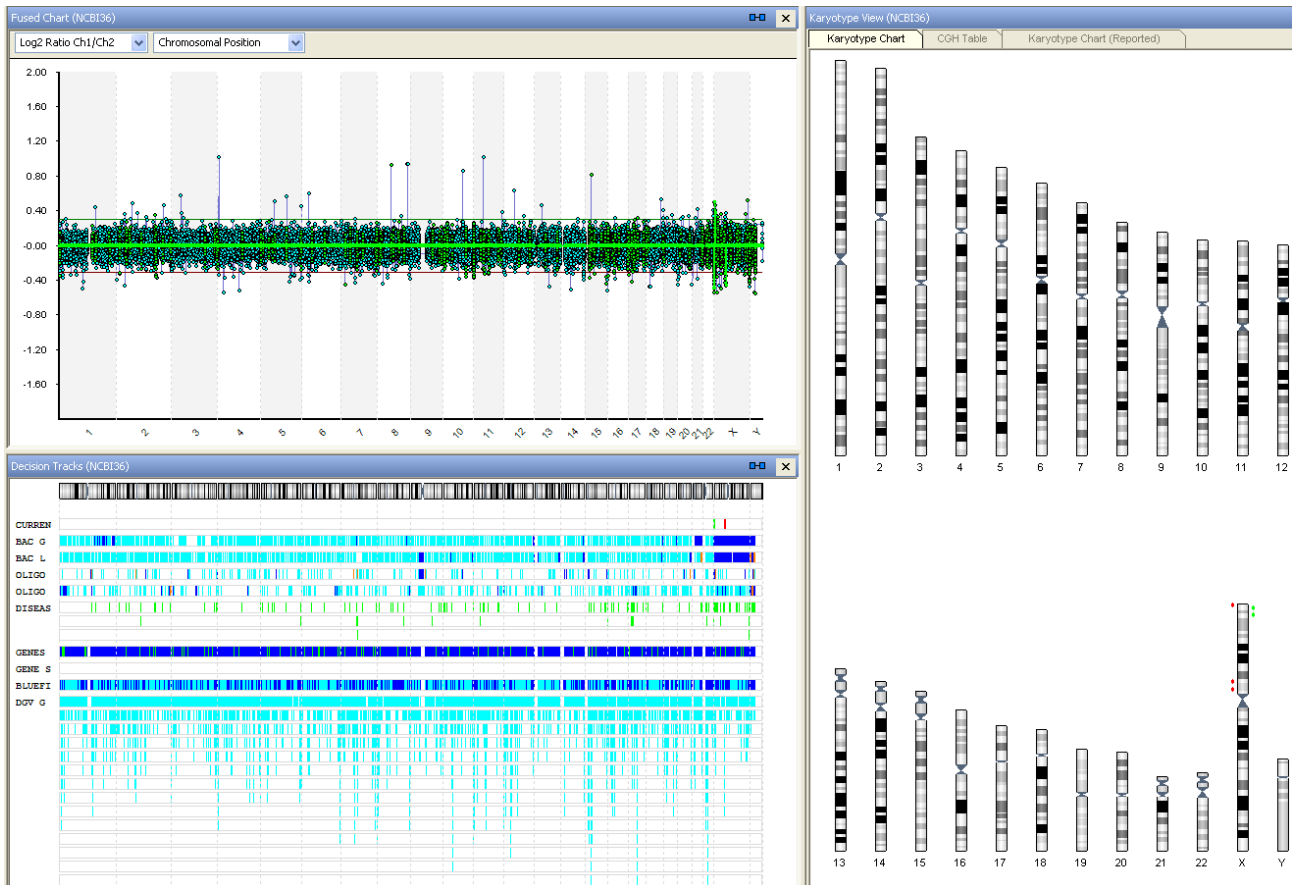 Fused Chart (NCBI36)
Log2 Ratio Ch1/Ch2 Chromosomal Position
2.00
1.60
1.20
0.80
0.40
-0.00
-0.40
-0.80
-1.20
-1.60
1 2 3 4 5 6 7 8 9 10 11 12 13 14 15 16 17 18 19 20 21 22 X Y
Decision Tracks (NCBI36)
CURREN
BAC G
BAC L
OLIGO
OLIGO
DISEAS
GENES
GENE S
BLUEFI
DGV G
Karyotype View (NCBI36)
Karyotype Chart CGH Table Karyotype Chart (Reported)
1 2 3 4 5 6 7 8 9 10 11 12
13 14 15 16 17 18 19 20 21 22 X Y